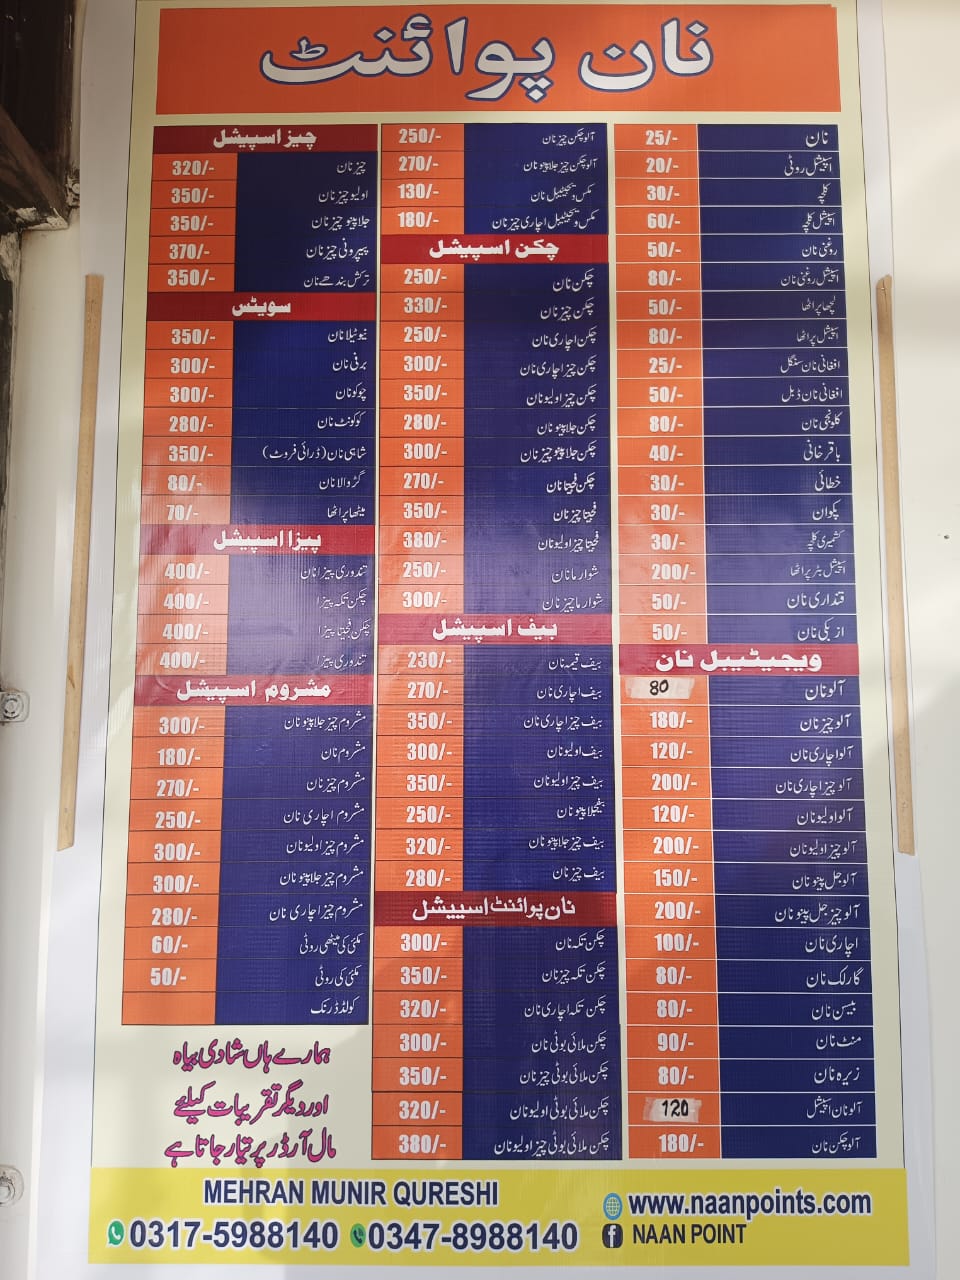 نان پوائنٹ
نان 25/-
اسپیشل روٹی 20/-
کلچہ 30/-
اسپیشل کلچہ 60/-
روغنی نان 50/-
اسپیشل روغنی نان 80/-
لچھا پراٹھا 50/-
اسپیشل پراٹھا 80/-
افغانی نان سنگل 25/-
افغانی نان ڈبل 50/-
کلونجی نان 80/-
باقر خانی 40/-
خطائی 30/-
پکوان 30/-
کشمیری کلچہ 30/-
اسپیشل بٹر پراٹھا 200/-
قنداری نان 50/-
ازبکی نان 50/-
ویجیٹیبل نان
آلو نان 80
آلو چیز نان 180/-
آلو اچاری نان 120/-
آلو چیز اچاری نان 200/-
آلو اولیو نان 120/-
آلو چیز اولیو نان 200/-
آلو جل پینو نان 150/-
آلو چیز جل پینو نان 200/-
اچاری نان 100/-
گارلک نان 80/-
بیسن نان 80/-
منٹ نان 90/-
زیرہ نان 80/-
آلو نان اسپیشل 120
آلو چکن نان 180/-
آلو چکن چیز نان 250/-
آلو چکن چیز جلاپینو نان 270/-
مکس ویجیٹیبل نان 130/-
مکس ویجیٹیبل اچاری چیز نان 180/-
چکن اسپیشل
چکن نان 250/-
چکن چیز نان 330/-
چکن اچاری نان 250/-
چکن چیز اچاری نان 300/-
چکن چیز اولیو نان 350/-
چکن جلاپینو نان 280/-
چکن جلاپینو چیز نان 300/-
چکن فجیتا نان 270/-
فجیتا چیز نان 350/-
فجیتا چیز اولیو نان 380/-
شوارما نان 250/-
شوارما چیز نان 300/-
بیف اسپیشل
بیف قیمہ نان 230/-
بیف اچاری نان 270/-
بیف چیز اچاری نان 350/-
بیف اولیو نان 300/-
بیف چیز اولیو نان 350/-
بیف جلاپینو نان 250/-
بیف چیز جلاپینو نان 320/-
بیف چیز نان 280/-
نان پوائنٹ اسپیشل
چکن تکہ نان 300/-
چکن تکہ چیز نان 350/-
چکن تکہ اچاری نان 320/-
چکن ملائی بوٹی نان 300/-
چکن ملائی بوٹی چیز نان 350/-
چکن ملائی بوٹی اولیو نان 320/-
چکن ملائی بوٹی چیز اولیو نان 380/-
چیز اسپیشل
چیز نان 320/-
اولیو چیز نان 350/-
جلاپنو چیز نان 350/-
پیپرونی چیز نان 370/-
ترکش بندھے نان 350/-
سویٹس
نیوٹیلا نان 350/-
برفی نان 300/-
چوکو نان 300/-
کوکونٹ نان 280/-
شاہی نان (ڈرائی فروٹ) 350/-
گڑ والا نان 80/-
میٹھا پراٹھا 70/-
پیزا اسپیشل
تندوری پیزا نان 400/-
چکن تکہ پیزا 400/-
چکن فجیتا پیزا 400/-
تندوری پیزا 400/-
مشروم اسپیشل
مشروم چیز جلاپنو نان 300/-
مشروم نان 180/-
مشروم چیز نان 270/-
مشروم اچاری نان 250/-
مشروم چیز اولیو نان 300/-
مشروم چیز جلاپینو نان 300/-
مشروم چیز اچاری نان 280/-
مکئی کی میٹھی روٹی 60/-
مکئی کی روٹی 50/-
کولڈ ڈرنک
ہمارے ہاں شادی بیاہ
اور دیگر تقریبات کیلئے
مال آرڈر پر تیار جاتا ہے
MEHRAN MUNIR QURESHI
0317-5988140 0347-8988140
www.naanpoints.com
NAAN POINT